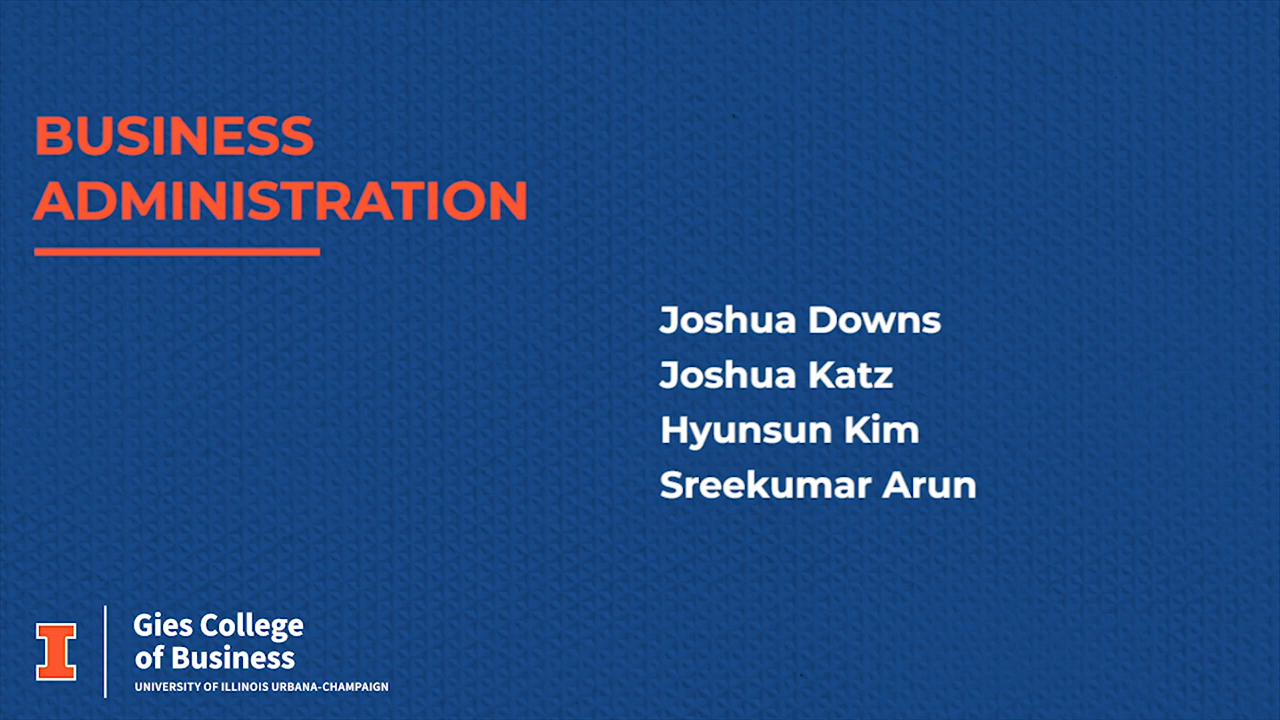 BUSINESS
ADMINISTRATION
Joshua Downs
Joshua Katz
Hyunsun Kim
Sreekumar Arun
I
Gies College
of Business
UNIVERSITY OF ILLINOIS URBANA-CHAMPAIGN